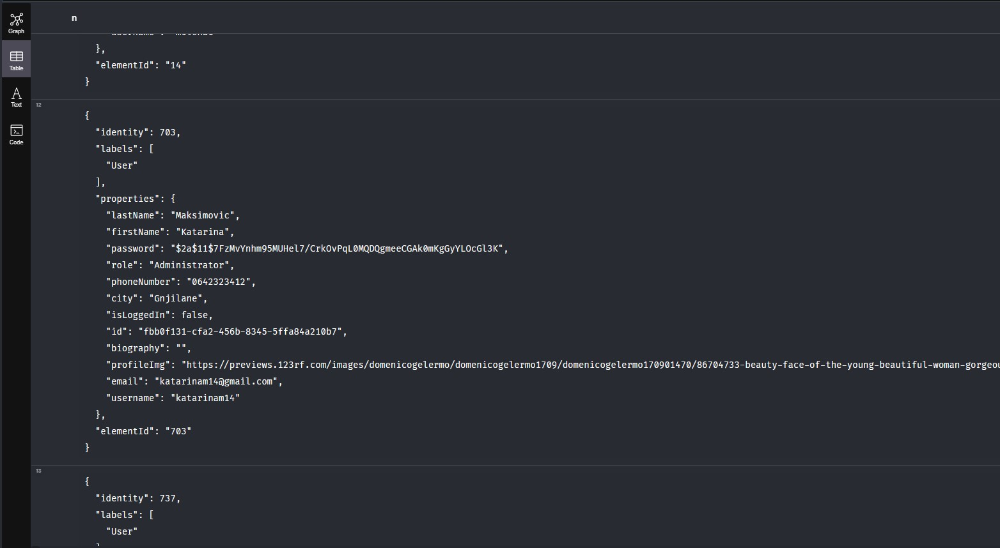 n
Graph
Table
Text
Code
},
"elementId": "14"
}
12
{
"identity": 703,
"labels": [
"User"
],
"properties": {
"lastName": "Maksimovic",
"firstName": "Katarina",
"password": "$2a$11$7FzMvYnhm95MUHel7/CrkOvPqL0MQDQgmeeCGAk0mKgGyYLOcGl3K",
"role": "Administrator",
"phoneNumber": "0642323412",
"city": "Gnjilane",
"isLoggedIn": false,
"id": "fbb0f131-cfa2-456b-8345-5ffa84a210b7",
"biography": "",
"profileImg": "https://previews.123rf.com/images/domenicogelermo/domenicogelermo1709/domenicogelermo170901470/86704733-beauty-face-of-the-young-beautiful-woman-gorgeou
"email": "katarinam14@gmail.com",
"username": "katarinam14"
},
"elementId": "703"
}
13
{
"identity": 737,
"labels": [
"User"